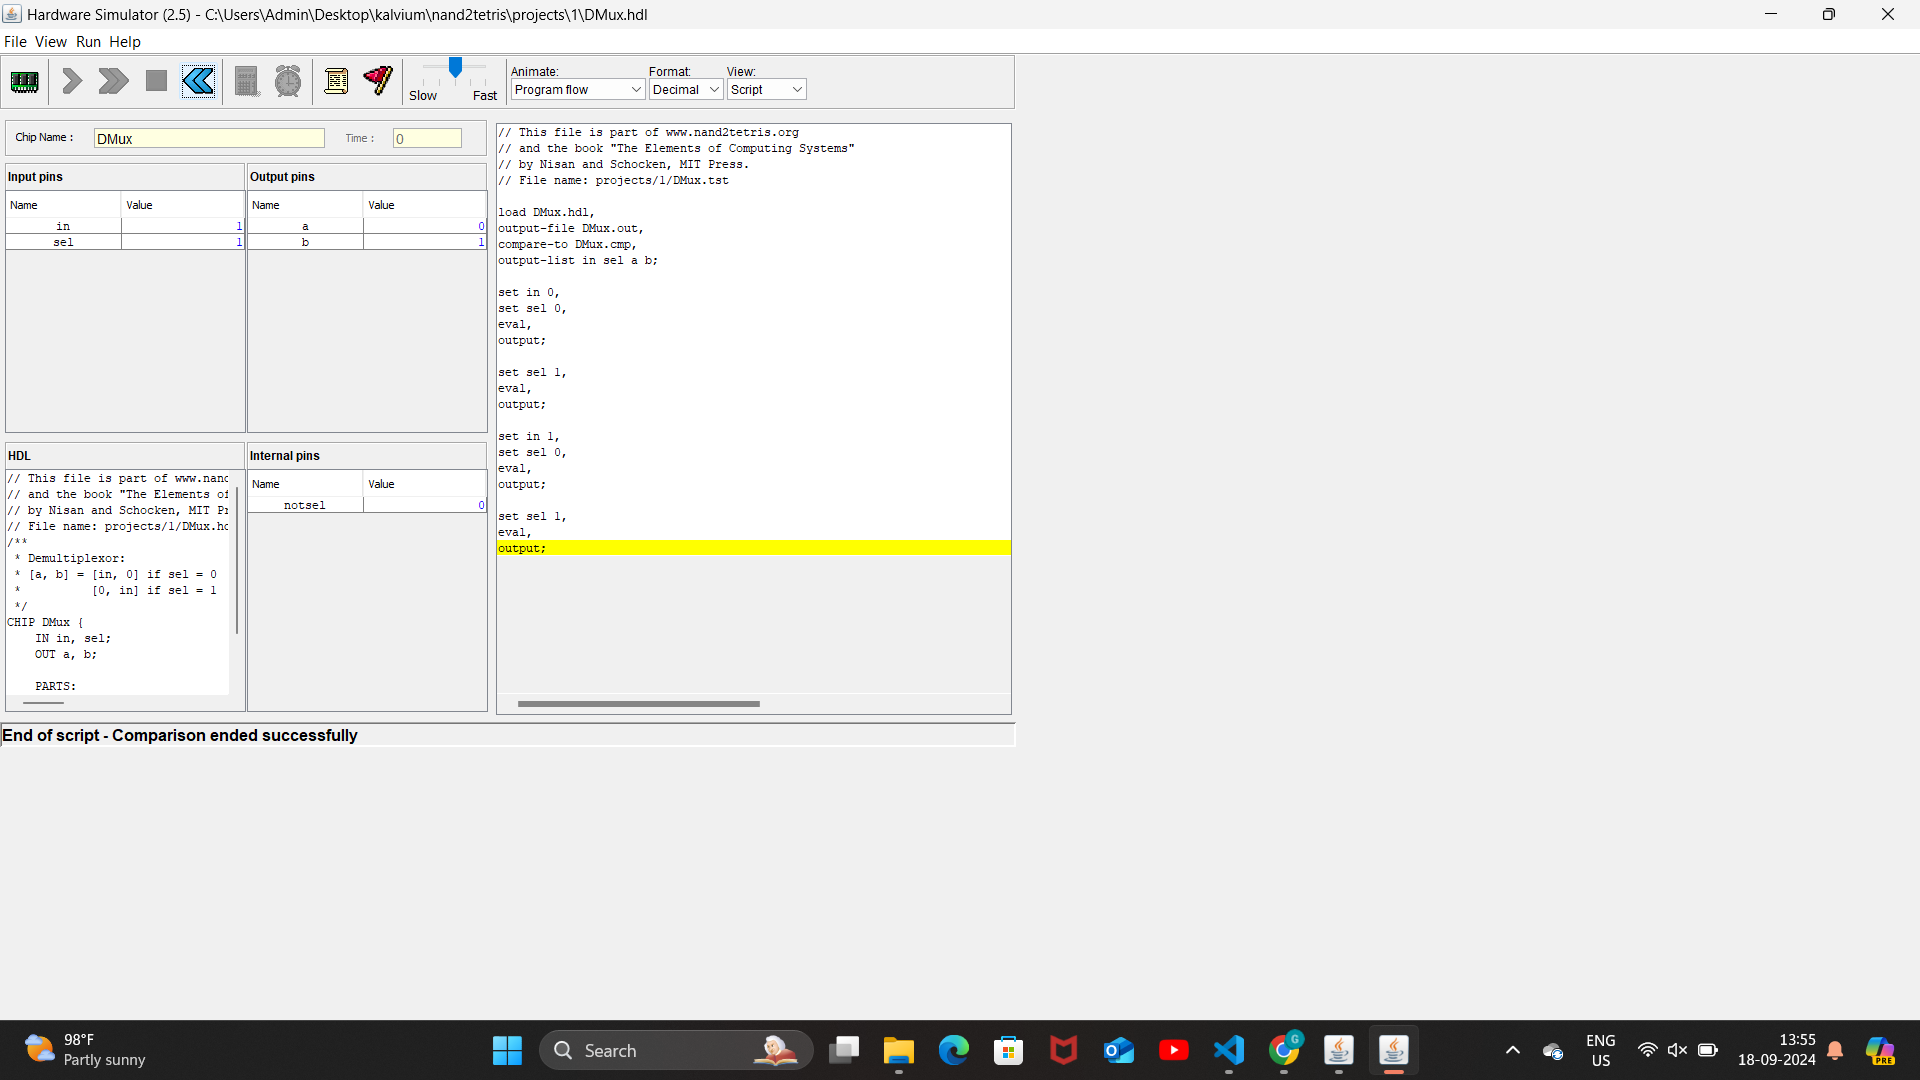 Hardware Simulator (2.5) - C:\Users\Admin\Desktop\kalvium\nand2tetris\projects\1\DMux.hdl
File View Run Help
Slow Fast
Animate: Format: View:
Program flow Decimal Script
Chip Name : DMux Time : 0
Input pins
Name Value
in 1
sel 1
Output pins
Name Value
a 0
b 1
HDL
// This file is part of www.nand
// and the book "The Elements of
// by Nisan and Schocken, MIT Pr
// File name: projects/1/DMux.hd
/**
* Demultiplexor:
* [a, b] = [in, 0] if sel = 0
* [0, in] if sel = 1
*/
CHIP DMux {
IN in, sel;
OUT a, b;
PARTS:
Internal pins
Name Value
notsel 0
// This file is part of www.nand2tetris.org
// and the book "The Elements of Computing Systems"
// by Nisan and Schocken, MIT Press.
// File name: projects/1/DMux.tst
load DMux.hdl,
output-file DMux.out,
compare-to DMux.cmp,
output-list in sel a b;
set in 0,
set sel 0,
eval,
output;
set sel 1,
eval,
output;
set in 1,
set sel 0,
eval,
output;
set sel 1,
eval,
output;
End of script - Comparison ended successfully
98°F
Partly sunny
Search
G
PRE
ENG
US
13:55
18-09-2024